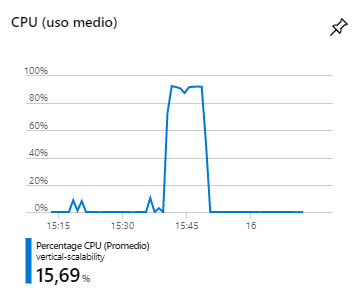 CPU (uso medio)
100%
80%
60%
40%
20%
0%
15:15 15:30 15:45 16
Percentage CPU (Promedio)
vertical-scalability
15,69 %